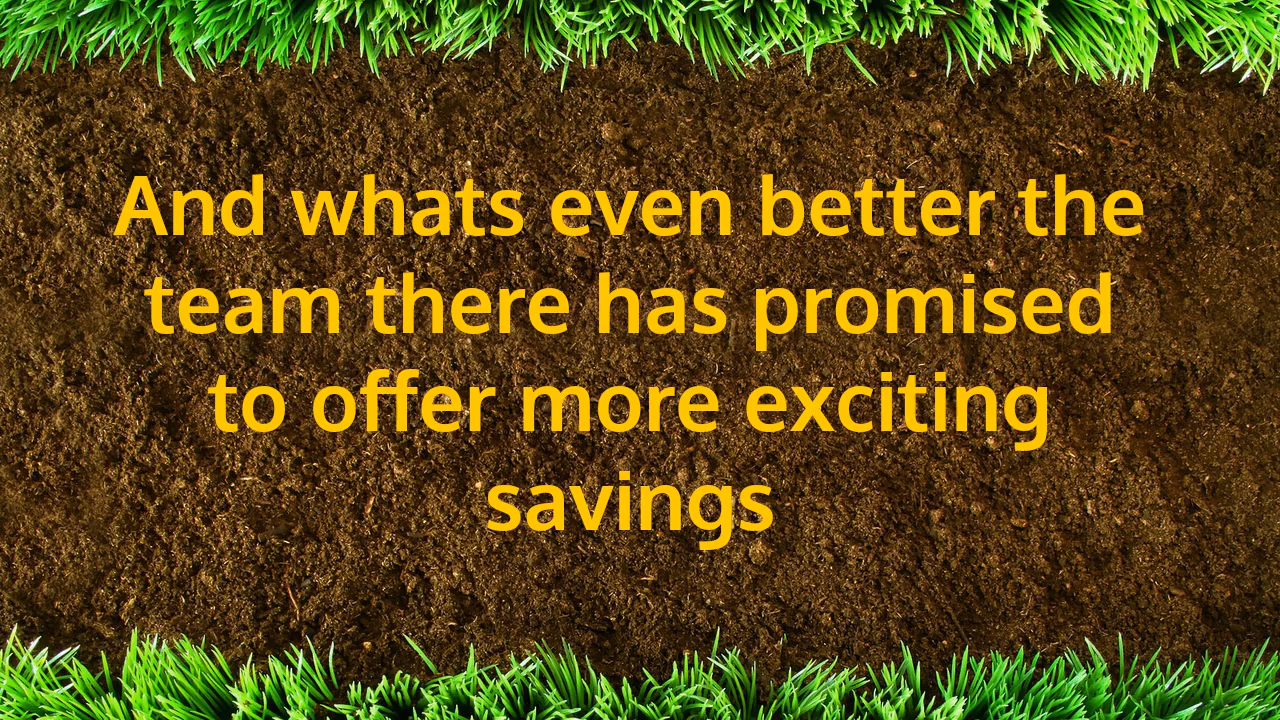 And whats even better the
team there has promised
to offer more exciting
savings